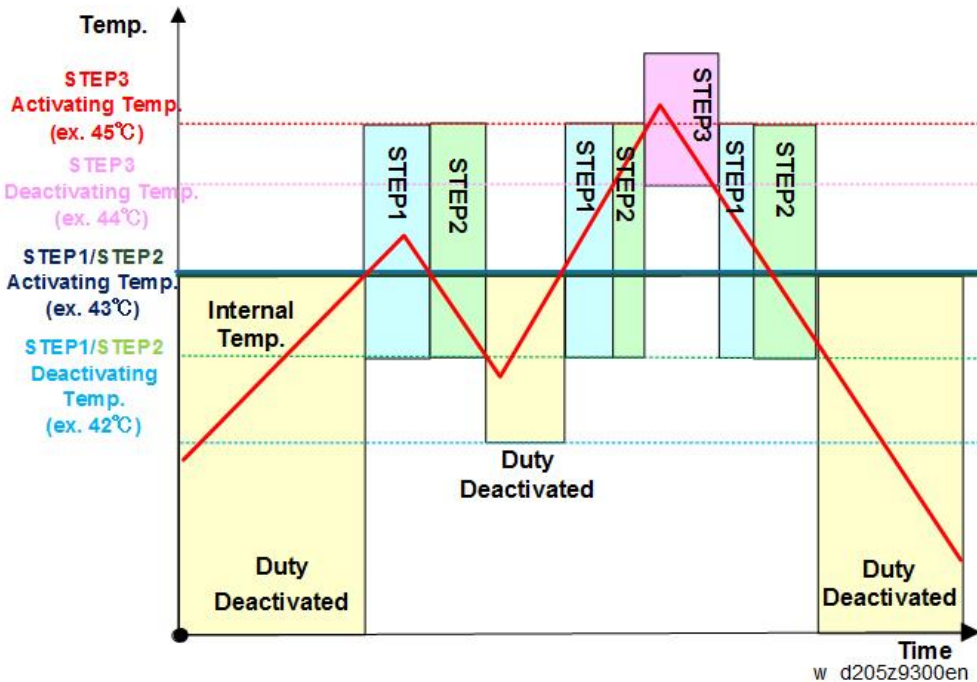 Temp.
STEP3
Activating Temp.
(ex. 45℃)
STEP3
Deactivating Temp.
(ex. 44℃)
STEP1/STEP2
Activating Temp.
(ex. 43℃)
STEP1/STEP2
Deactivating
Temp.
(ex. 42℃)
Internal
Temp.
STEP1
STEP2
STEP1
STEP2
STEP3
STEP1
STEP2
Duty
Deactivated
Duty
Deactivated
Duty
Deactivated
Time
w_d205z9300en